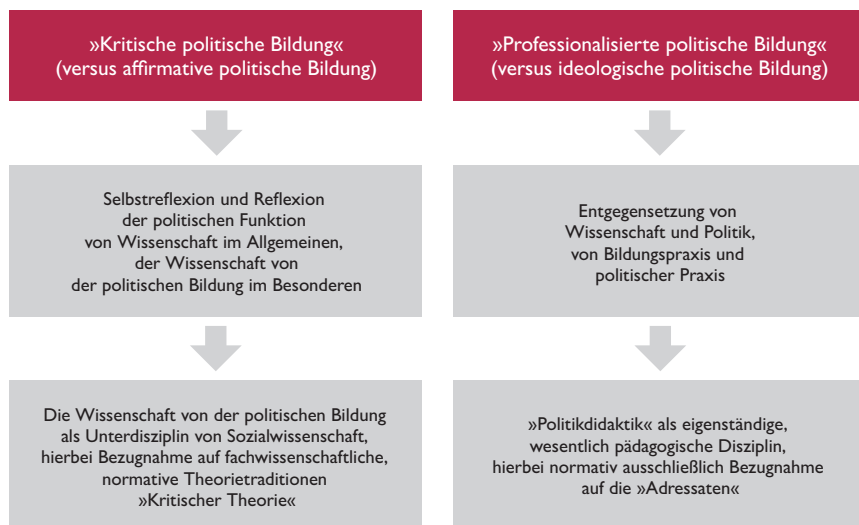 »Kritische politische Bildung«
(versus affirmative politische Bildung)
Selbstreflexion und Reflexion
der politischen Funktion
von Wissenschaft im Allgemeinen,
der Wissenschaft von
der politischen Bildung im Besonderen
Die Wissenschaft von der politischen Bildung
als Unterdisziplin von Sozialwissenschaft,
hierbei Bezugnahme auf fachwissenschaftliche,
normative Theorietraditionen
»Kritischer Theorie«
»Professionalisierte politische Bildung«
(versus ideologische politische Bildung)
Entgegensetzung von
Wissenschaft und Politik,
von Bildungspraxis und
politischer Praxis
»Politikdidaktik« als eigenständige,
wesentlich pädagogische Disziplin,
hierbei normativ ausschließlich Bezugnahme
auf die »Adressaten«